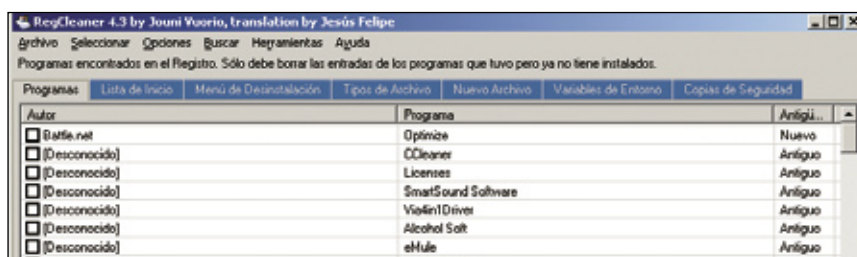 RegCleaner 4.3 by Jouni Vuorio, translation by Jesús Felipe
Archivo Seleccionar Opciones Buscar Herramientas Ayuda
Programas encontrados en el Registro. Sólo debe borrar las entradas de los programas que tuvo pero ya no tiene instalados.
Programas Lista de Inicio Menú de Desinstalación Tipos de Archivo Nuevo Archivo Variables de Entorno Copias de Seguridad
Autor Programa Antigü...
Battle.net Optimize Nuevo
[Desconocido] CCleaner Antiguo
[Desconocido] Licenses Antiguo
[Desconocido] SmartSound Software Antiguo
[Desconocido] Via4in1Driver Antiguo
[Desconocido] Alcohol Soft Antiguo
[Desconocido] eMule Antiguo